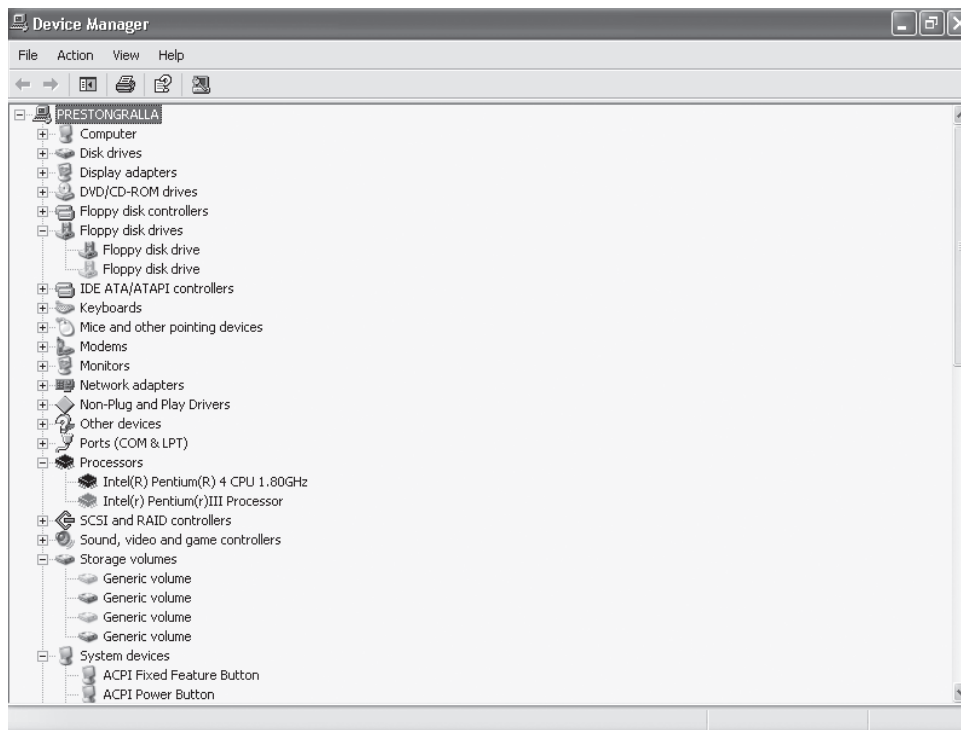 Device Manager
File Action View Help
PRESTONGRALLA
Computer
Disk drives
Display adapters
DVD/CD-ROM drives
Floppy disk controllers
Floppy disk drives
Floppy disk drive
Floppy disk drive
IDE ATA/ATAPI controllers
Keyboards
Mice and other pointing devices
Modems
Monitors
Network adapters
Non-Plug and Play Drivers
Other devices
Ports (COM & LPT)
Processors
Intel(R) Pentium(R) 4 CPU 1.80GHz
Intel(r) Pentium(r)III Processor
SCSI and RAID controllers
Sound, video and game controllers
Storage volumes
Generic volume
Generic volume
Generic volume
Generic volume
System devices
ACPI Fixed Feature Button
ACPI Power Button